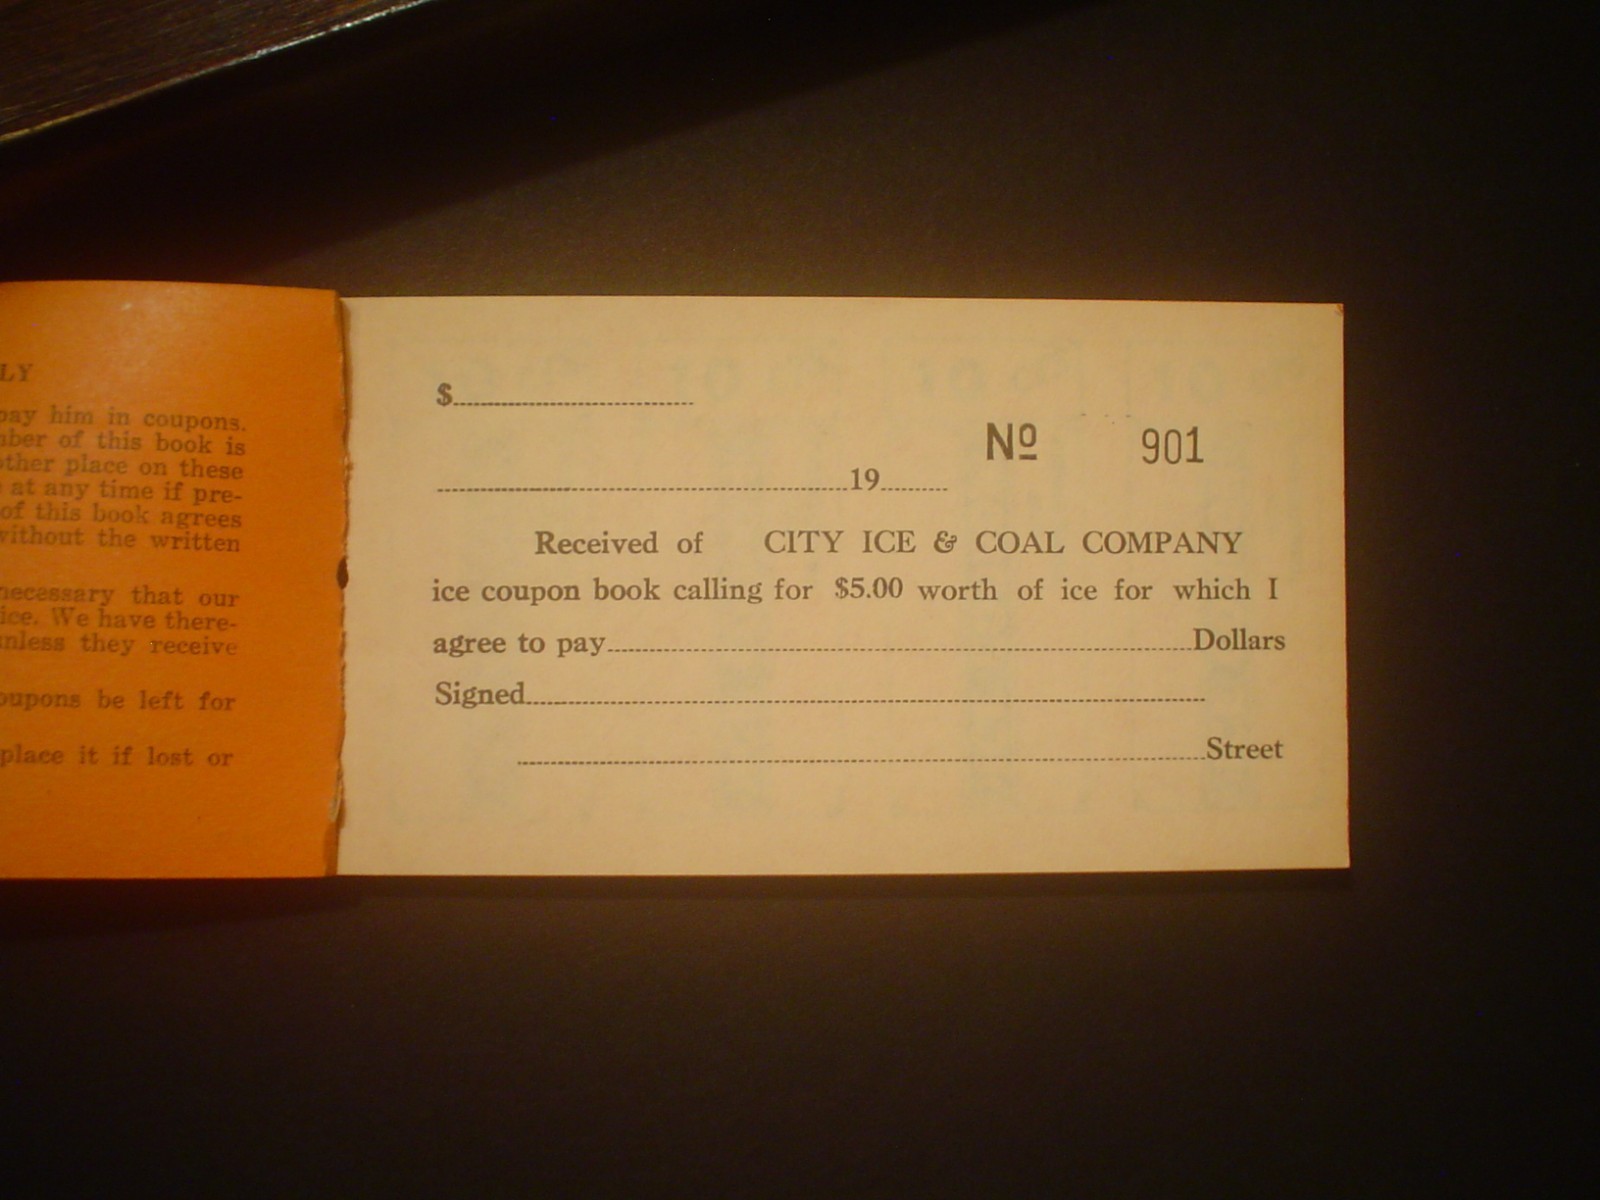 LY
pay him in coupons.
of this book is
other place on these
at any time if pre-
of this book agrees
without the written
necessary that our
ice. We have there-
unless they receive
coupons be left for
place it if lost or
$
No 901
19
Received of CITY ICE & COAL COMPANY
ice coupon book calling for $5.00 worth of ice for which I
agree to pay Dollars
Signed
Street